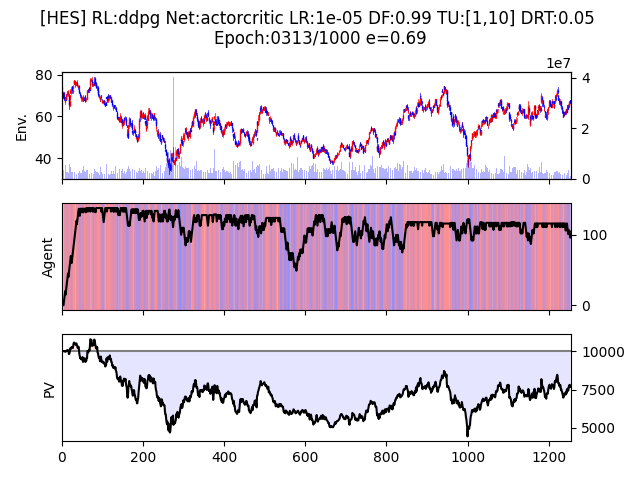 [HES] RL:ddpg Net:actorcritic LR:1e-05 DF:0.99 TU:[1,10] DRT:0.05
Epoch:0313/1000 e=0.69
1e7
80
60
40
Env.
4
2
0
Agent
100
0
PV
10000
7500
5000
0 200 400 600 800 1000 1200